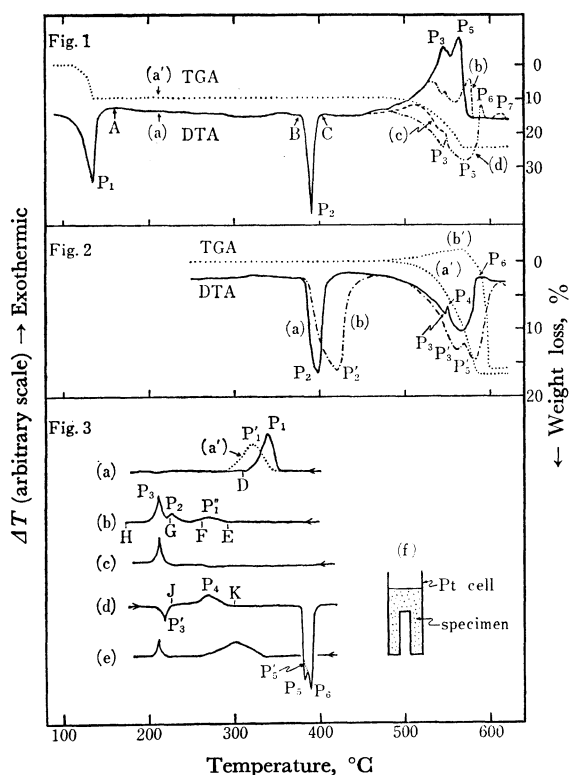 Fig. 1
P₃ P₅
(a') (b)
TGA 0
P₆ P₇
10
A (a) B C (c)
DTA 20
(d)
P₃ P₅
30
P₁
P₂
Fig. 2
(b')
TGA P₆
0
(a')
DTA
P₄
(a) (b)
P₃
10
P₂ P'₂ P₃ P₅
20
Fig. 3
P'₁ P₁
(a')
(a)
D
P₃ P₂ P''₁
(b)
H G F E
(f)
(c)
Pt cell
J P₄ K
(d)
specimen
P'₃
(e)
P'₅
P₅ P₆
100 200 300 400 500 600
Temperature, °C
ΔT (arbitrary scale) → Exothermic
← Weight loss, %